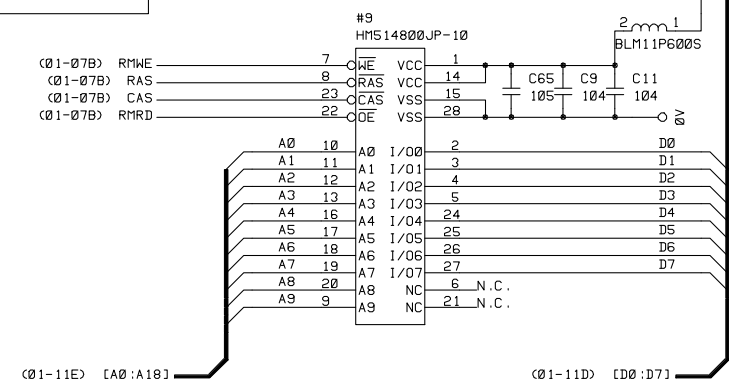 #9
HM514800JP-10
2 1
BLM11P600S
(01-07B) RMWE 7 WE VCC 1
(01-07B) RAS 8 RAS VCC 14
(01-07B) CAS 23 CAS VSS 15
(01-07B) RMRD 22 OE VSS 28
C65 105 C9 104 C11 104
0V
A0 10 A0 I/O0 2 D0
A1 11 A1 I/O1 3 D1
A2 12 A2 I/O2 4 D2
A3 13 A3 I/O3 5 D3
A4 16 A4 I/O4 24 D4
A5 17 A5 I/O5 25 D5
A6 18 A6 I/O6 26 D6
A7 19 A7 I/O7 27 D7
A8 20 A8 NC 6 N.C.
A9 9 A9 NC 21 N.C.
(01-11E) [A0:A18] (01-11D) [D0:D7]